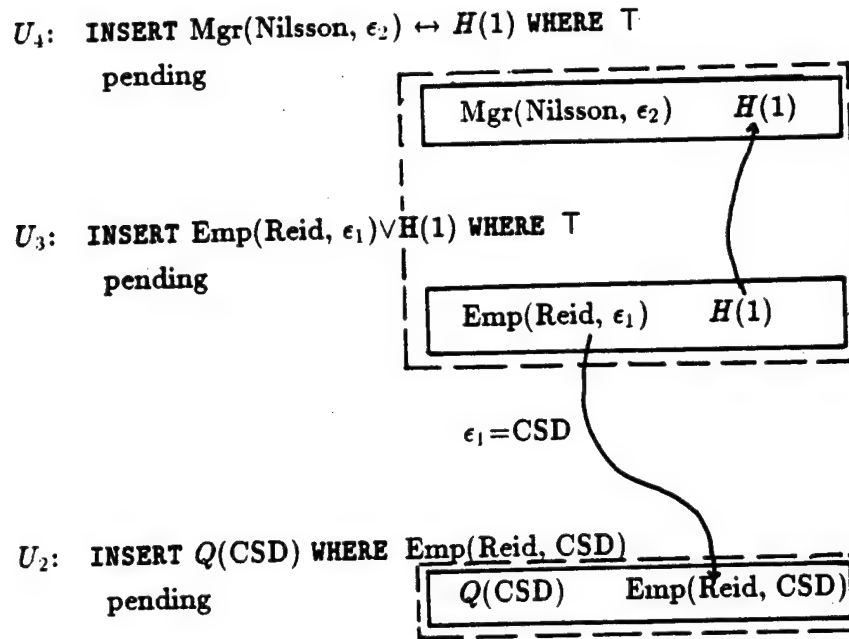 U₄: INSERT Mgr(Nilsson, ε₂) ↔ H(1) WHERE T
pending
Mgr(Nilsson, ε₂) H(1)
U₃: INSERT Emp(Reid, ε₁)∨H(1) WHERE T
pending
Emp(Reid, ε₁) H(1)
ε₁=CSD
U₂: INSERT Q(CSD) WHERE Emp(Reid, CSD)
Q(CSD) Emp(Reid, CSD)
pending